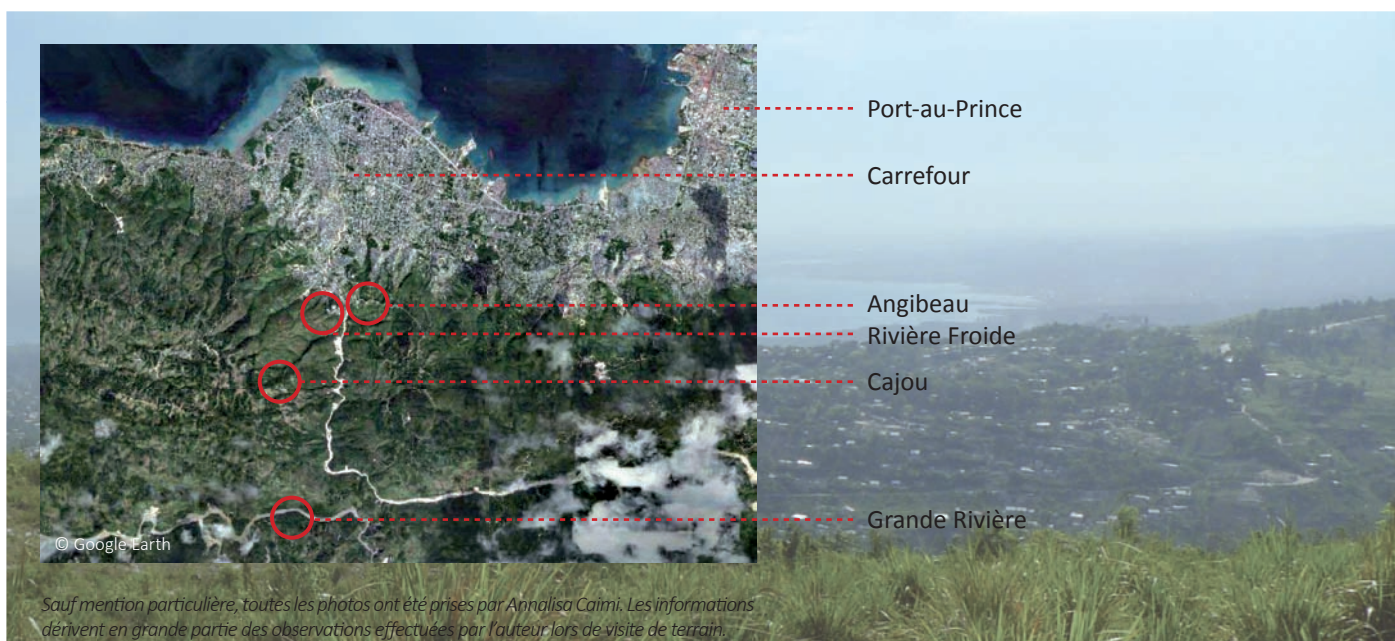 Port-au-Prince
Carrefour
Angibeau
Rivière Froide
Cajou
Grande Rivière
© Google Earth
Sauf mention particulière, toutes les photos ont été prises par Annalisa Caimi. Les informations
dérivent en grande partie des observations effectuées par l'auteur lors de visite de terrain.